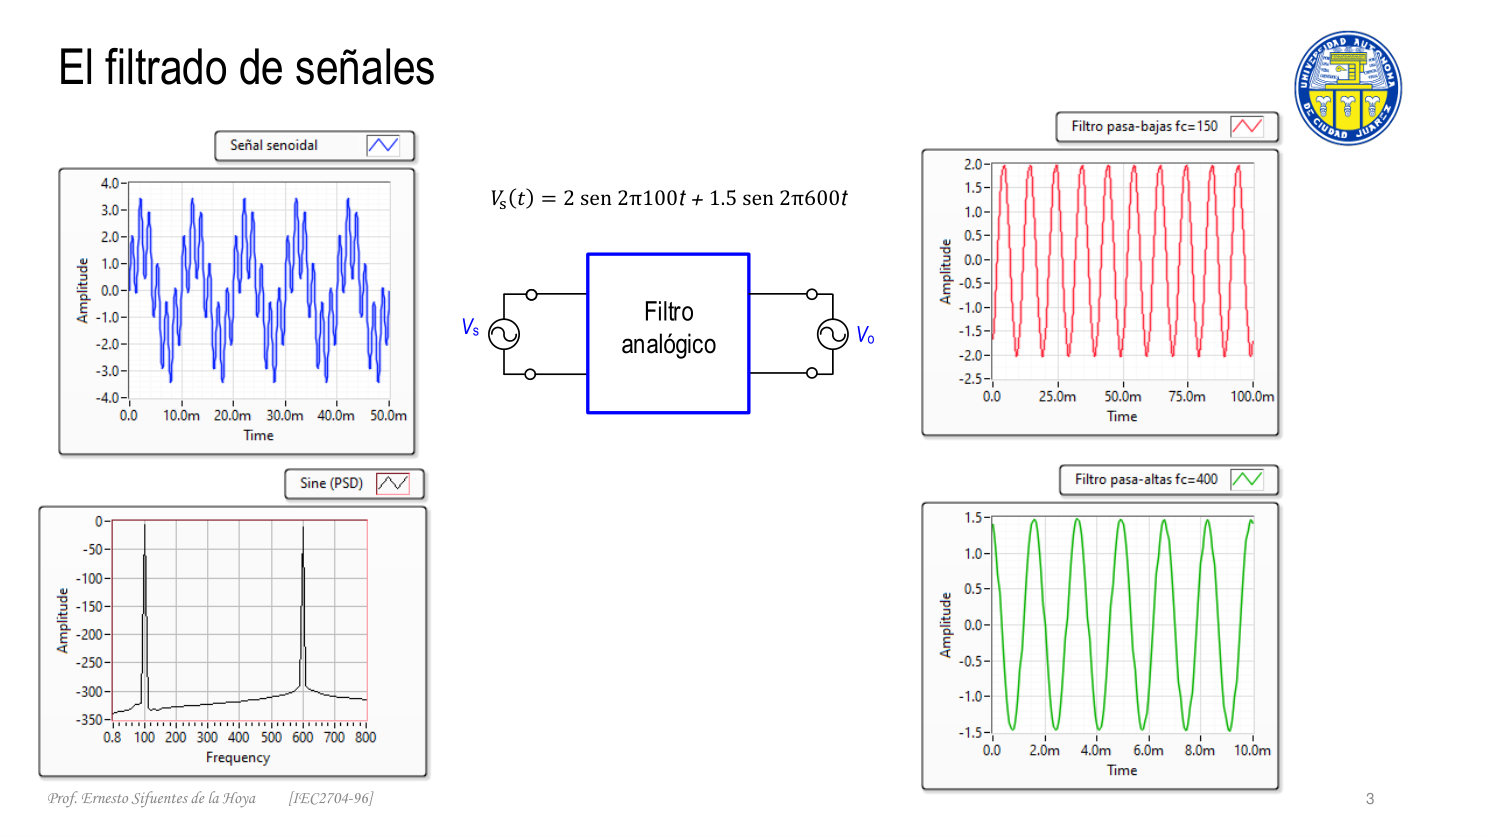 El filtrado de señales
UNIVERSIDAD AUTONOMA
DE CIUDAD JUAREZ
Señal senoidal
4.0
3.0
2.0
1.0
0.0
-1.0
-2.0
-3.0
-4.0
Amplitude
0.0 10.0m 20.0m 30.0m 40.0m 50.0m
Time
Sine (PSD)
0
-50
-100
-150
-200
-250
-300
-350
Amplitude
0.8 100 200 300 400 500 600 700 800
Frequency
Vs(t) = 2 sen 2π100t + 1.5 sen 2π600t
Vs
Filtro
analógico
Vo
Filtro pasa-bajas fc=150
2.0
1.5
1.0
0.5
0.0
-0.5
-1.0
-1.5
-2.0
-2.5
Amplitude
0.0 25.0m 50.0m 75.0m 100.0m
Time
Filtro pasa-altas fc=400
1.5
1.0
0.5
0.0
-0.5
-1.0
-1.5
Amplitude
0.0 2.0m 4.0m 6.0m 8.0m 10.0m
Time
Prof. Ernesto Sifuentes de la Hoya [IEC2704-96]
3